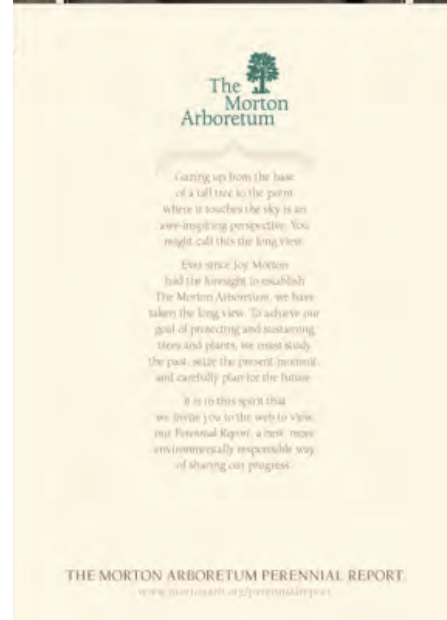 The
Morton
Arboretum
Gazing up from the base
of a tall tree to the point
where it touches the sky is an
awe-inspiring perspective. You
might call this the long view.
Ever since Joy Morton
had the foresight to establish
The Morton Arboretum, we have
taken the long view. To achieve our
goal of protecting and sustaining
trees and plants, we must study
the past, seize the present moment,
and carefully plan for the future.
It is in this spirit that
we invite you to the web to view
our Perennial Report, a new, more
environmentally responsible way
of sharing our progress.
THE MORTON ARBORETUM PERENNIAL REPORT
www.mortonarb.org/perennialreport